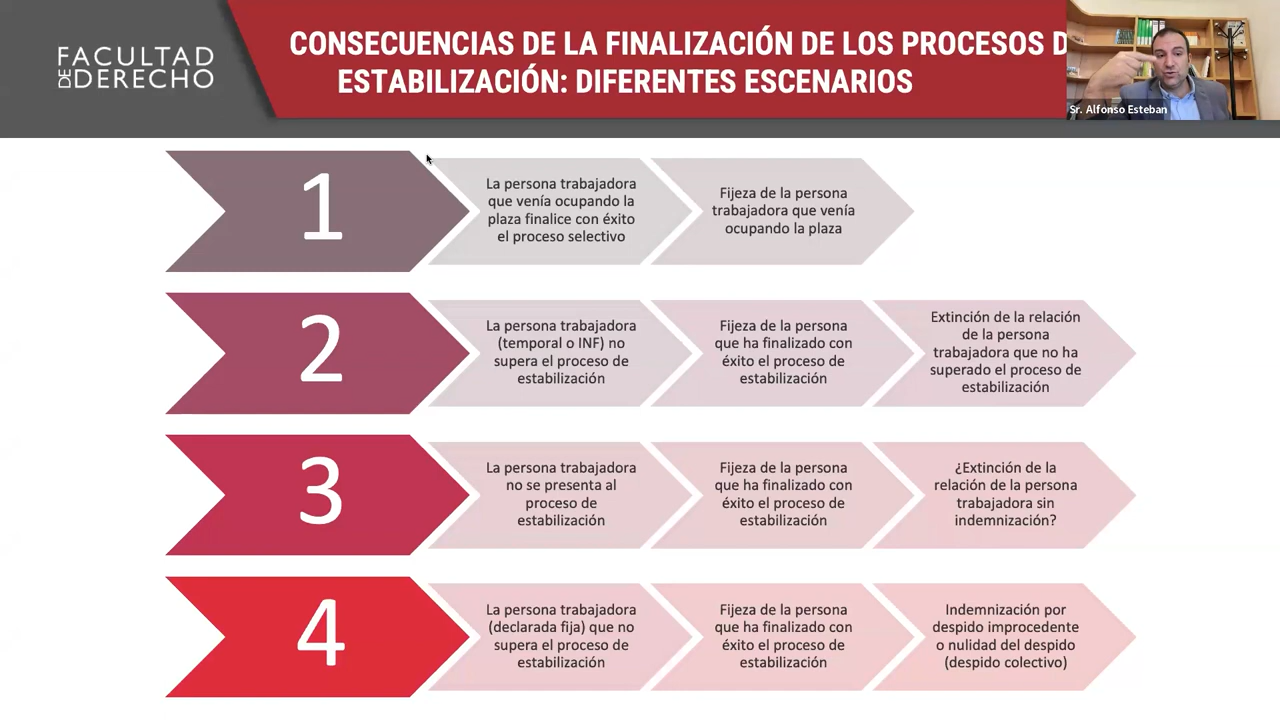 FACULTAD
DE DERECHO
CONSECUENCIAS DE LA FINALIZACIÓN DE LOS PROCESOS D
ESTABILIZACIÓN: DIFERENTES ESCENARIOS
Sr. Alfonso Esteban
1
La persona trabajadora
que venía ocupando la
plaza finalice con éxito
el proceso selectivo
Fijeza de la persona
trabajadora que venía
ocupando la plaza
2
La persona trabajadora
(temporal o INF) no
supera el proceso de
estabilización
Fijeza de la persona
que ha finalizado con
éxito el proceso de
estabilización
Extinción de la relación
de la persona
trabajadora que no ha
superado el proceso de
estabilización
3
La persona trabajadora
no se presenta al
proceso de
estabilización
Fijeza de la persona
que ha finalizado con
éxito el proceso de
estabilización
¿Extinción de la
relación de la persona
trabajadora sin
indemnización?
4
La persona trabajadora
(declarada fija) que no
supera el proceso de
estabilización
Fijeza de la persona
que ha finalizado con
éxito el proceso de
estabilización
Indemnización por
despido improcedente
o nulidad del despido
(despido colectivo)